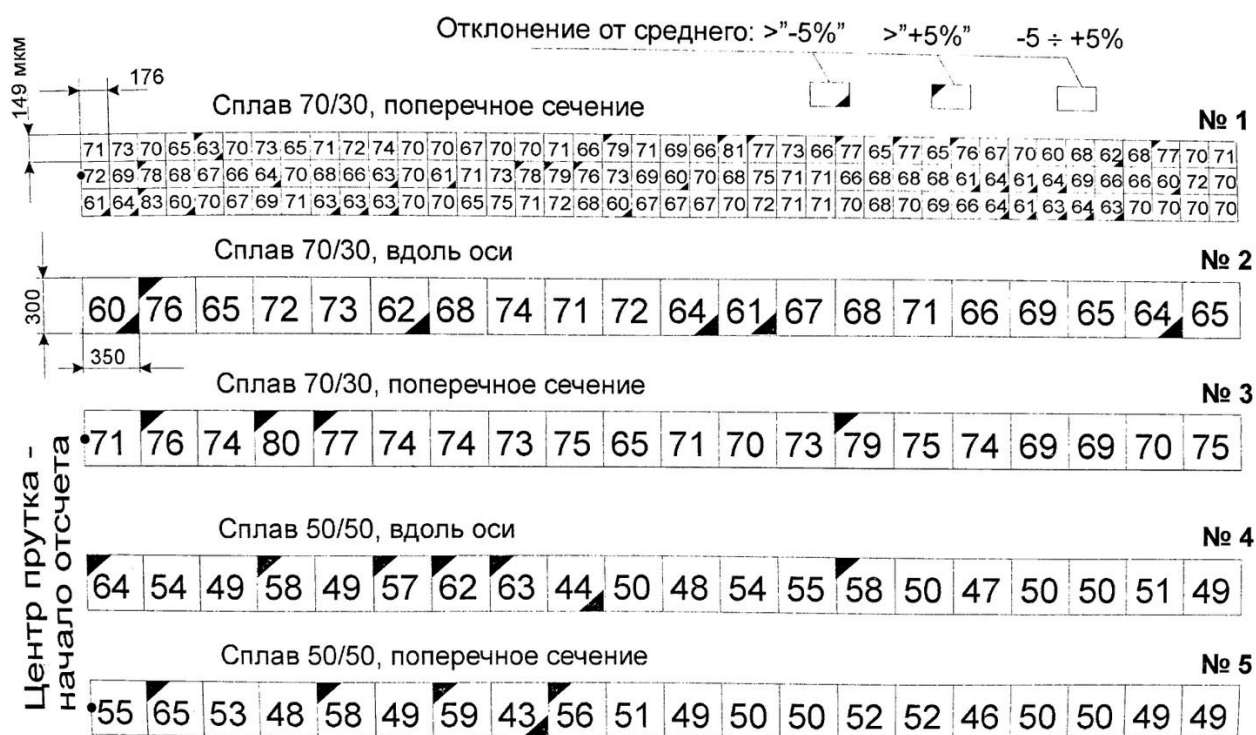 Отклонение от среднего: >"-5%" >"+5%" -5 ÷ +5%
149 мкм
176
Сплав 70/30, поперечное сечение
№ 1
71 73 70 65 63 70 73 65 71 72 74 70 70 67 70 70 71 66 79 71 69 66 81 77 73 66 77 65 77 65 76 67 70 60 68 62 68 77 70 71
72 69 78 68 67 66 64 70 68 66 63 70 61 71 73 78 79 76 73 69 60 70 68 75 71 71 66 68 68 68 61 64 61 64 69 66 66 60 72 70
61 64 83 60 70 67 69 71 63 63 63 70 70 65 75 71 72 68 60 67 67 67 70 72 71 71 70 68 70 69 66 64 61 63 64 63 70 70 70 70
Сплав 70/30, вдоль оси
№ 2
300
60 76 65 72 73 62 68 74 71 72 64 61 67 68 71 66 69 65 64 65
350
Сплав 70/30, поперечное сечение
№ 3
71 76 74 80 77 74 74 73 75 65 71 70 73 79 75 74 69 69 70 75
Центр прутка -
начало отсчета
Сплав 50/50, вдоль оси
№ 4
64 54 49 58 49 57 62 63 44 50 48 54 55 58 50 47 50 50 51 49
Сплав 50/50, поперечное сечение
№ 5
55 65 53 48 58 49 59 43 56 51 49 50 50 52 52 46 50 50 49 49